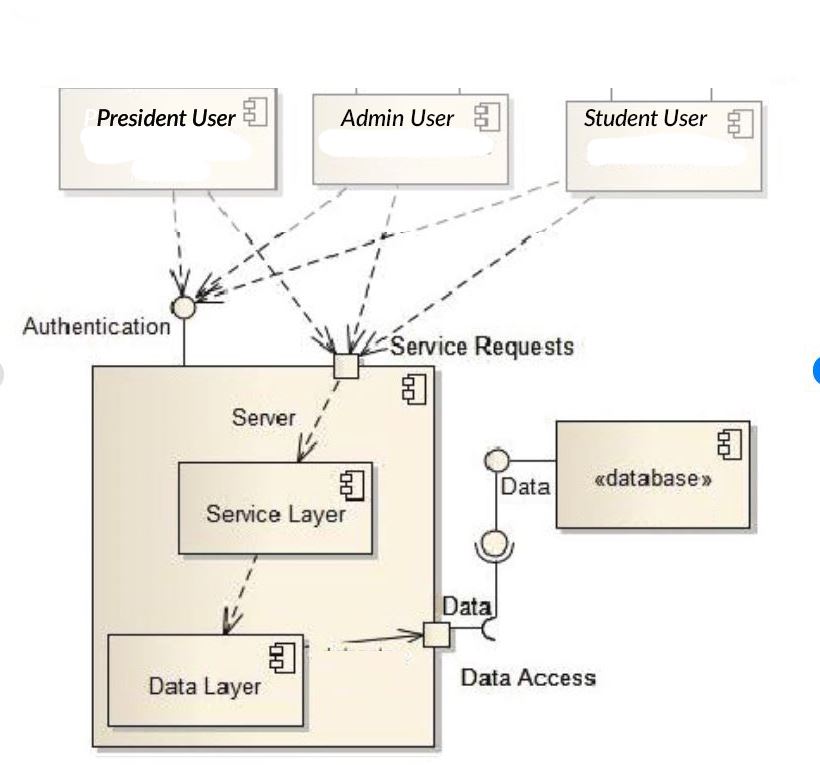 President User
Admin User
Student User
Authentication
Service Requests
Server
Data
«database»
Service Layer
Data
Data Layer
Data Access